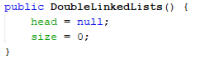 public DoubleLinkedLists() {
head = null;
size = 0;
}